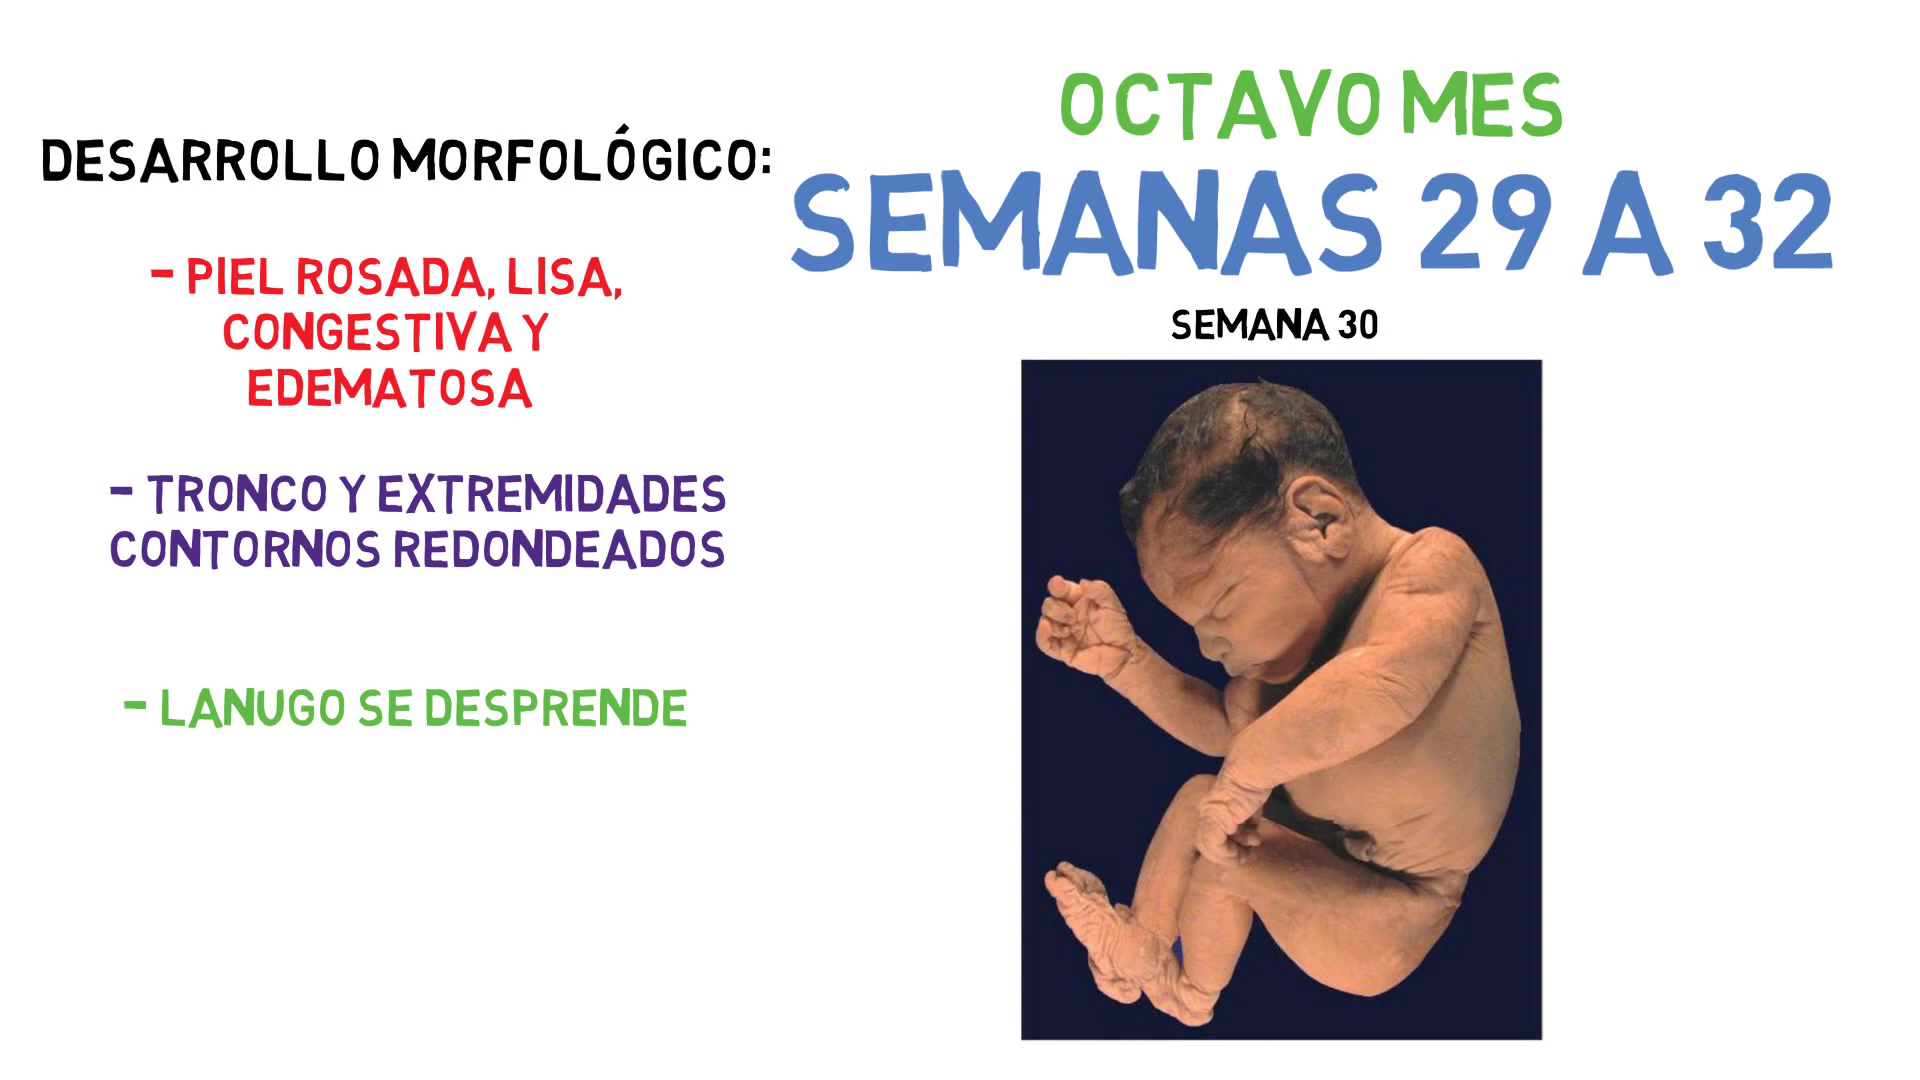 OCTAVO MES
SEMANAS 29 A 32
SEMANA 30
DESARROLLO MORFOLÓGICO:
- PIEL ROSADA, LISA,
CONGESTIVA Y
EDEMATOSA
- TRONCO Y EXTREMIDADES
CONTORNOS REDONDEADOS
- LANUGO SE DESPRENDE